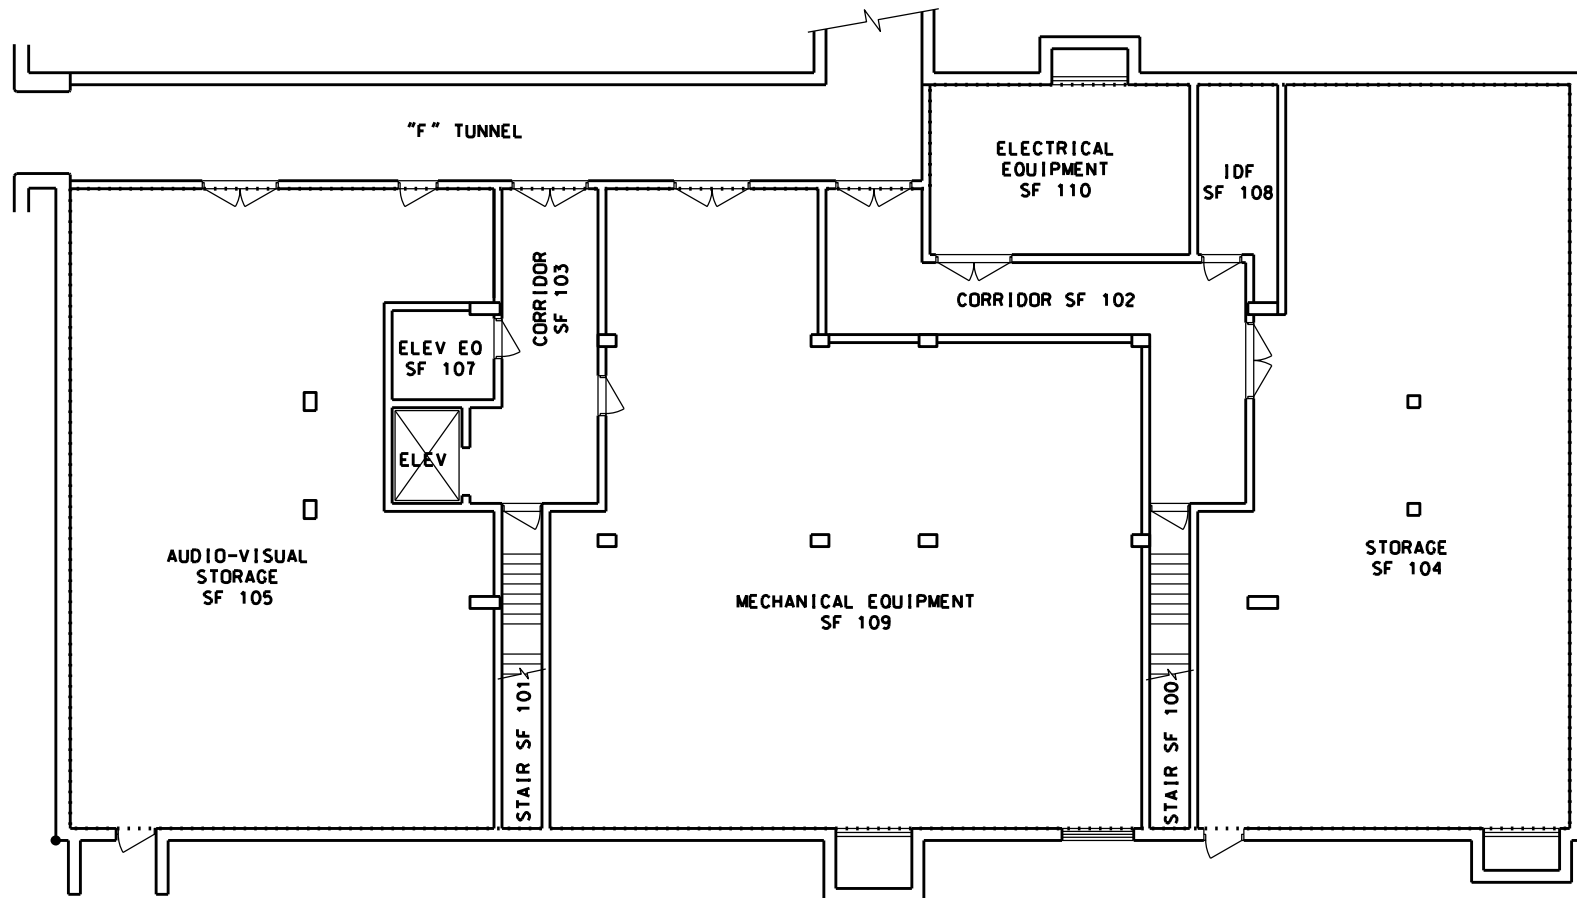 "F" TUNNEL
ELECTRICAL
EQUIPMENT
SF 110
IDF
SF 108
CORRIDOR
SF 103
CORRIDOR SF 102
ELEV EQ
SF 107
ELEV
AUDIO-VISUAL
STORAGE
SF 105
MECHANICAL EQUIPMENT
SF 109
STORAGE
SF 104
STAIR SF 101
STAIR SF 100